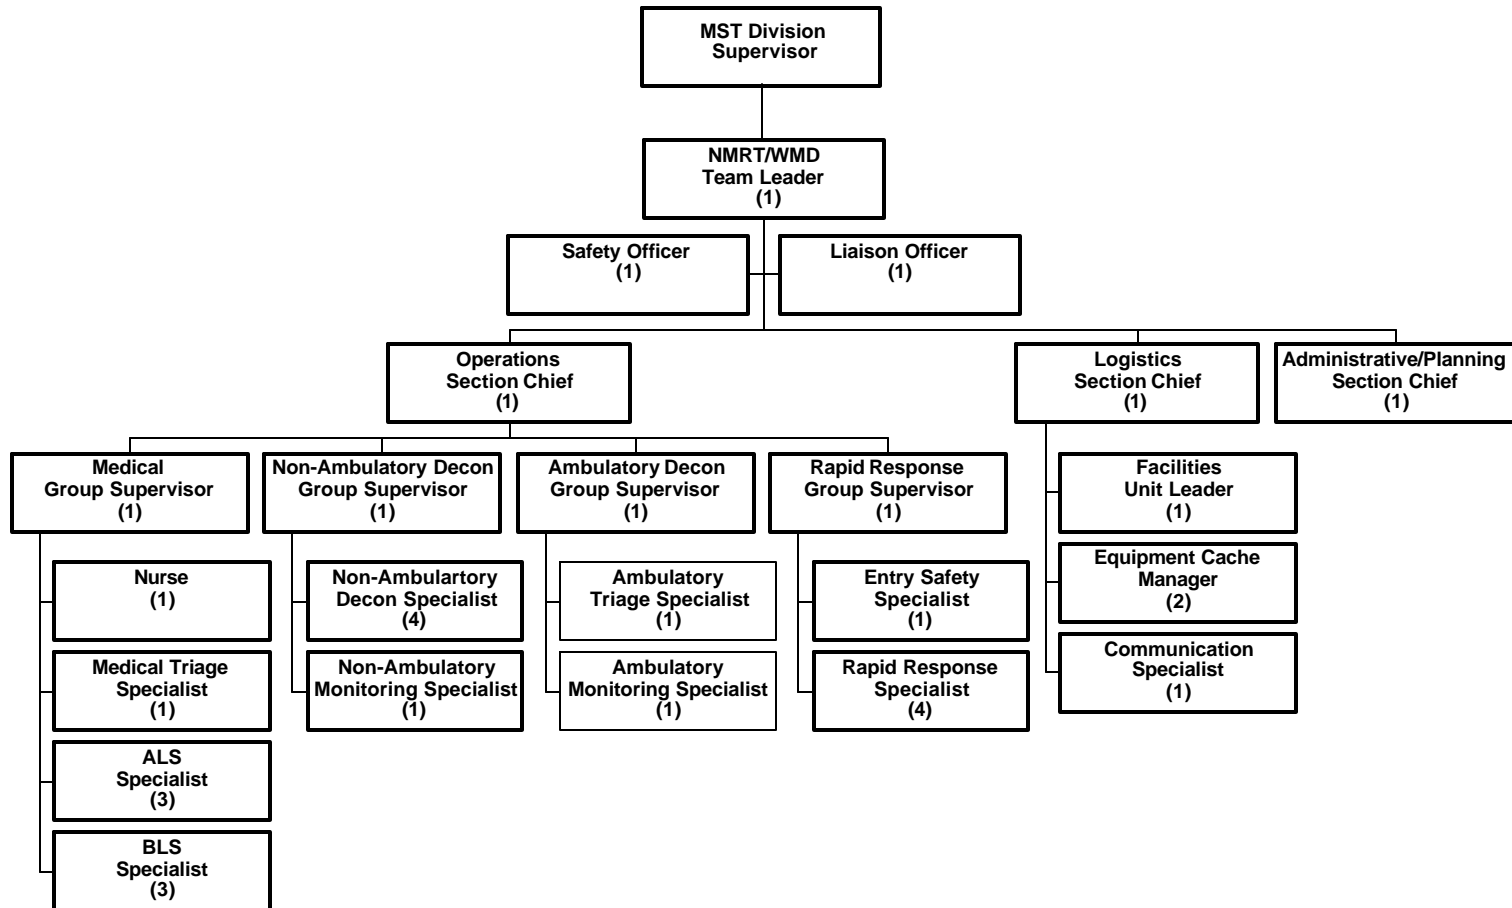 MST Division
Supervisor
NMRT/WMD
Team Leader
(1)
Safety Officer
(1)
Liaison Officer
(1)
Operations
Section Chief
(1)
Logistics
Section Chief
(1)
Administrative/Planning
Section Chief
(1)
Medical
Group Supervisor
(1)
Non-Ambulatory Decon
Group Supervisor
(1)
Ambulatory Decon
Group Supervisor
(1)
Rapid Response
Group Supervisor
(1)
Facilities
Unit Leader
(1)
Nurse
(1)
Non-Ambulartory
Decon Specialist
(4)
Ambulatory
Triage Specialist
(1)
Entry Safety
Specialist
(1)
Equipment Cache
Manager
(2)
Medical Triage
Specialist
(1)
Non-Ambulatory
Monitoring Specialist
(1)
Ambulatory
Monitoring Specialist
(1)
Rapid Response
Specialist
(4)
Communication
Specialist
(1)
ALS
Specialist
(3)
BLS
Specialist
(3)